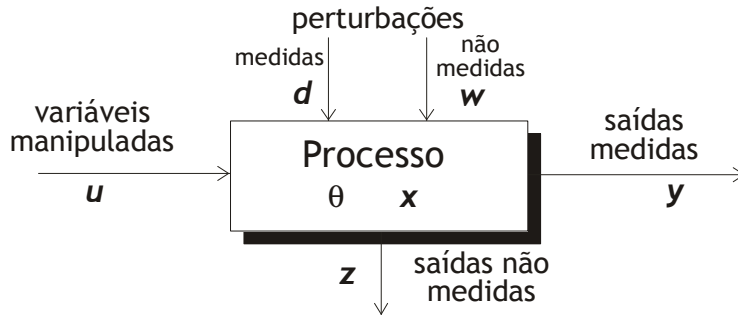 perturbações
medidas
d
não
medidas
w
variáveis
manipuladas
u
Processo
θ x
saídas
medidas
y
z
saídas não
medidas